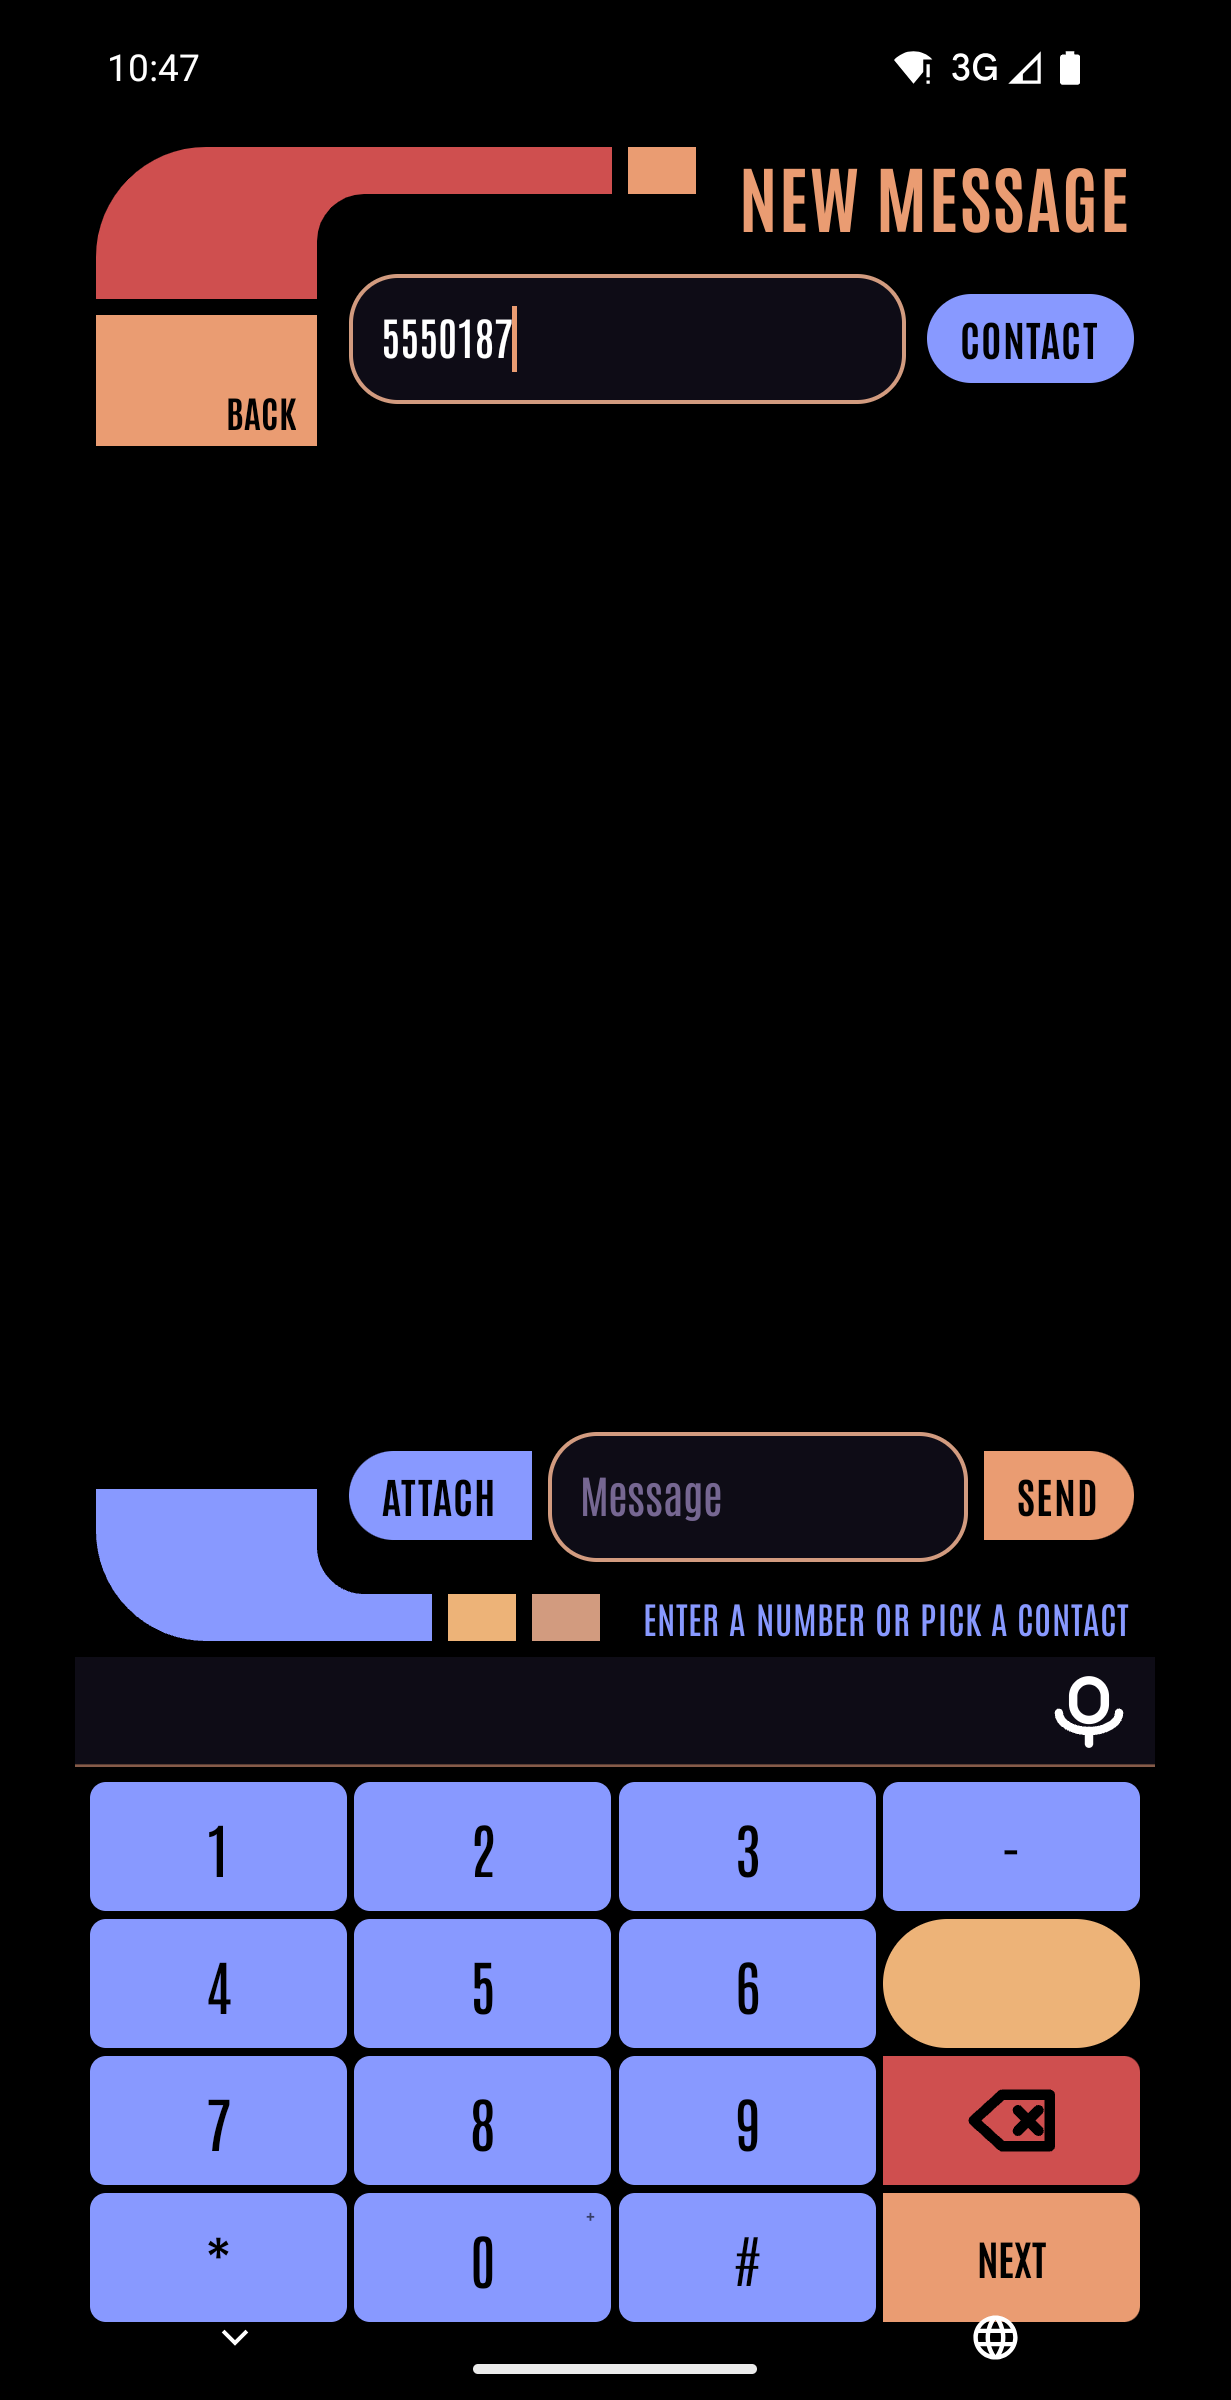 10:47
3G
NEW MESSAGE
5550187
CONTACT
BACK
ATTACH
Message
SEND
ENTER A NUMBER OR PICK A CONTACT
1 2 3 -
4 5 6
7 8 9
+
* 0 # NEXT